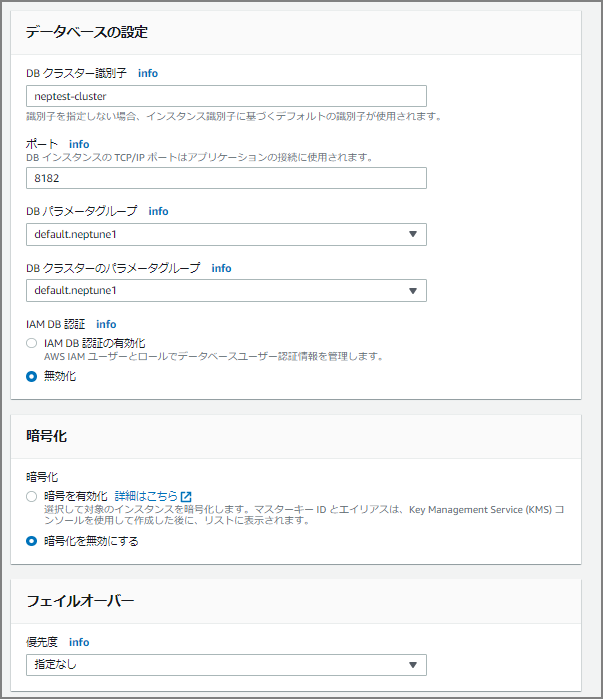 データベースの設定
DB クラスター識別子 info
neptest-cluster
識別子を指定しない場合、インスタンス識別子に基づくデフォルトの識別子が使用されます。
ポート info
DB インスタンスの TCP/IP ポートはアプリケーションの接続に使用されます。
8182
DB パラメータグループ info
default.neptune1
DB クラスターのパラメータグループ info
default.neptune1
IAM DB 認証 info
IAM DB 認証の有効化
AWS IAM ユーザーとロールでデータベースユーザー認証情報を管理します。
無効化
暗号化
暗号化
暗号を有効化 詳細はこちら
選択して対象のインスタンスを暗号化します。マスターキー ID とエイリアスは、Key Management Service (KMS) コ
ンソールを使用して作成した後に、リストに表示されます。
暗号化を無効にする
フェイルオーバー
優先度 info
指定なし